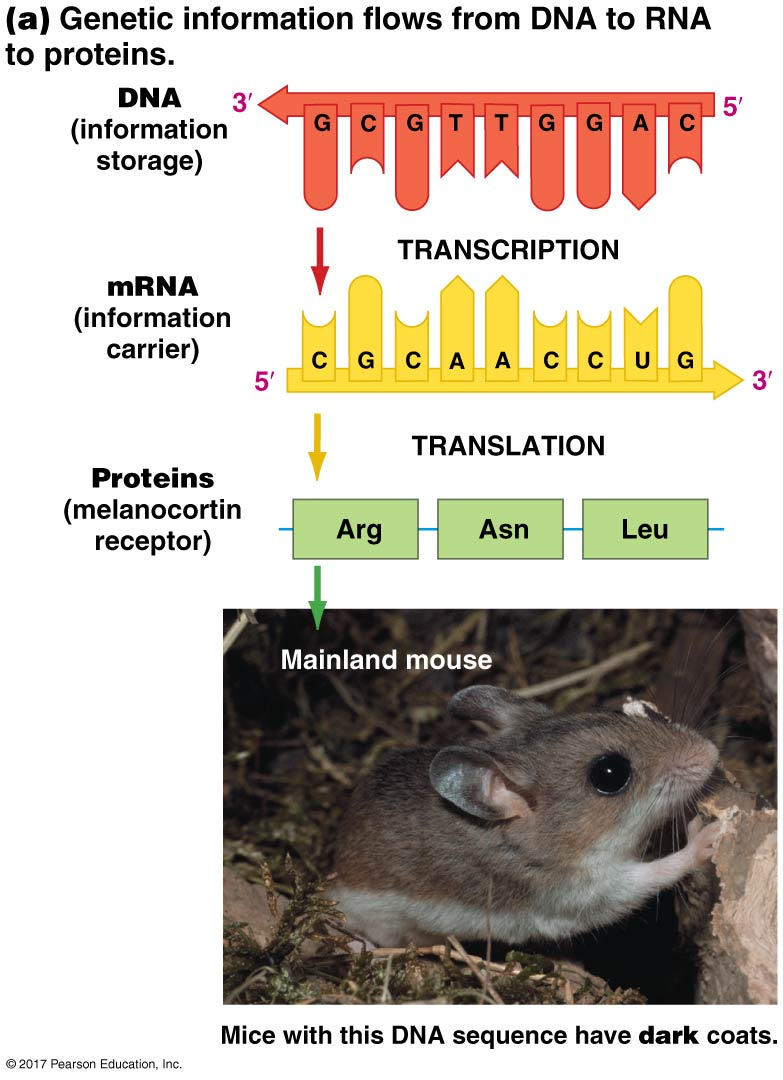 (a) Genetic information flows from DNA to RNA
to proteins.
DNA
(information
storage)
3′ 5′
G C G T T G G A C
TRANSCRIPTION
mRNA
(information
carrier)
C G C A A C C U G
5′ 3′
TRANSLATION
Proteins
(melanocortin
receptor)
Arg Asn Leu
Mainland mouse
Mice with this DNA sequence have dark coats.
© 2017 Pearson Education, Inc.